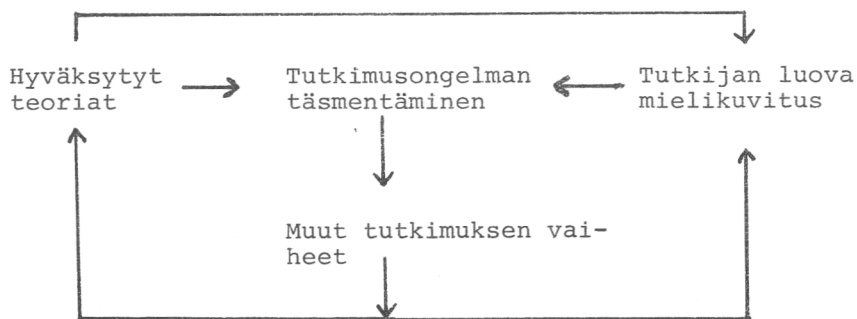 Hyväksytyt
teoriat
Tutkimusongelman
täsmentäminen
Tutkijan luova
mielikuvitus
Muut tutkimuksen vai-
heet